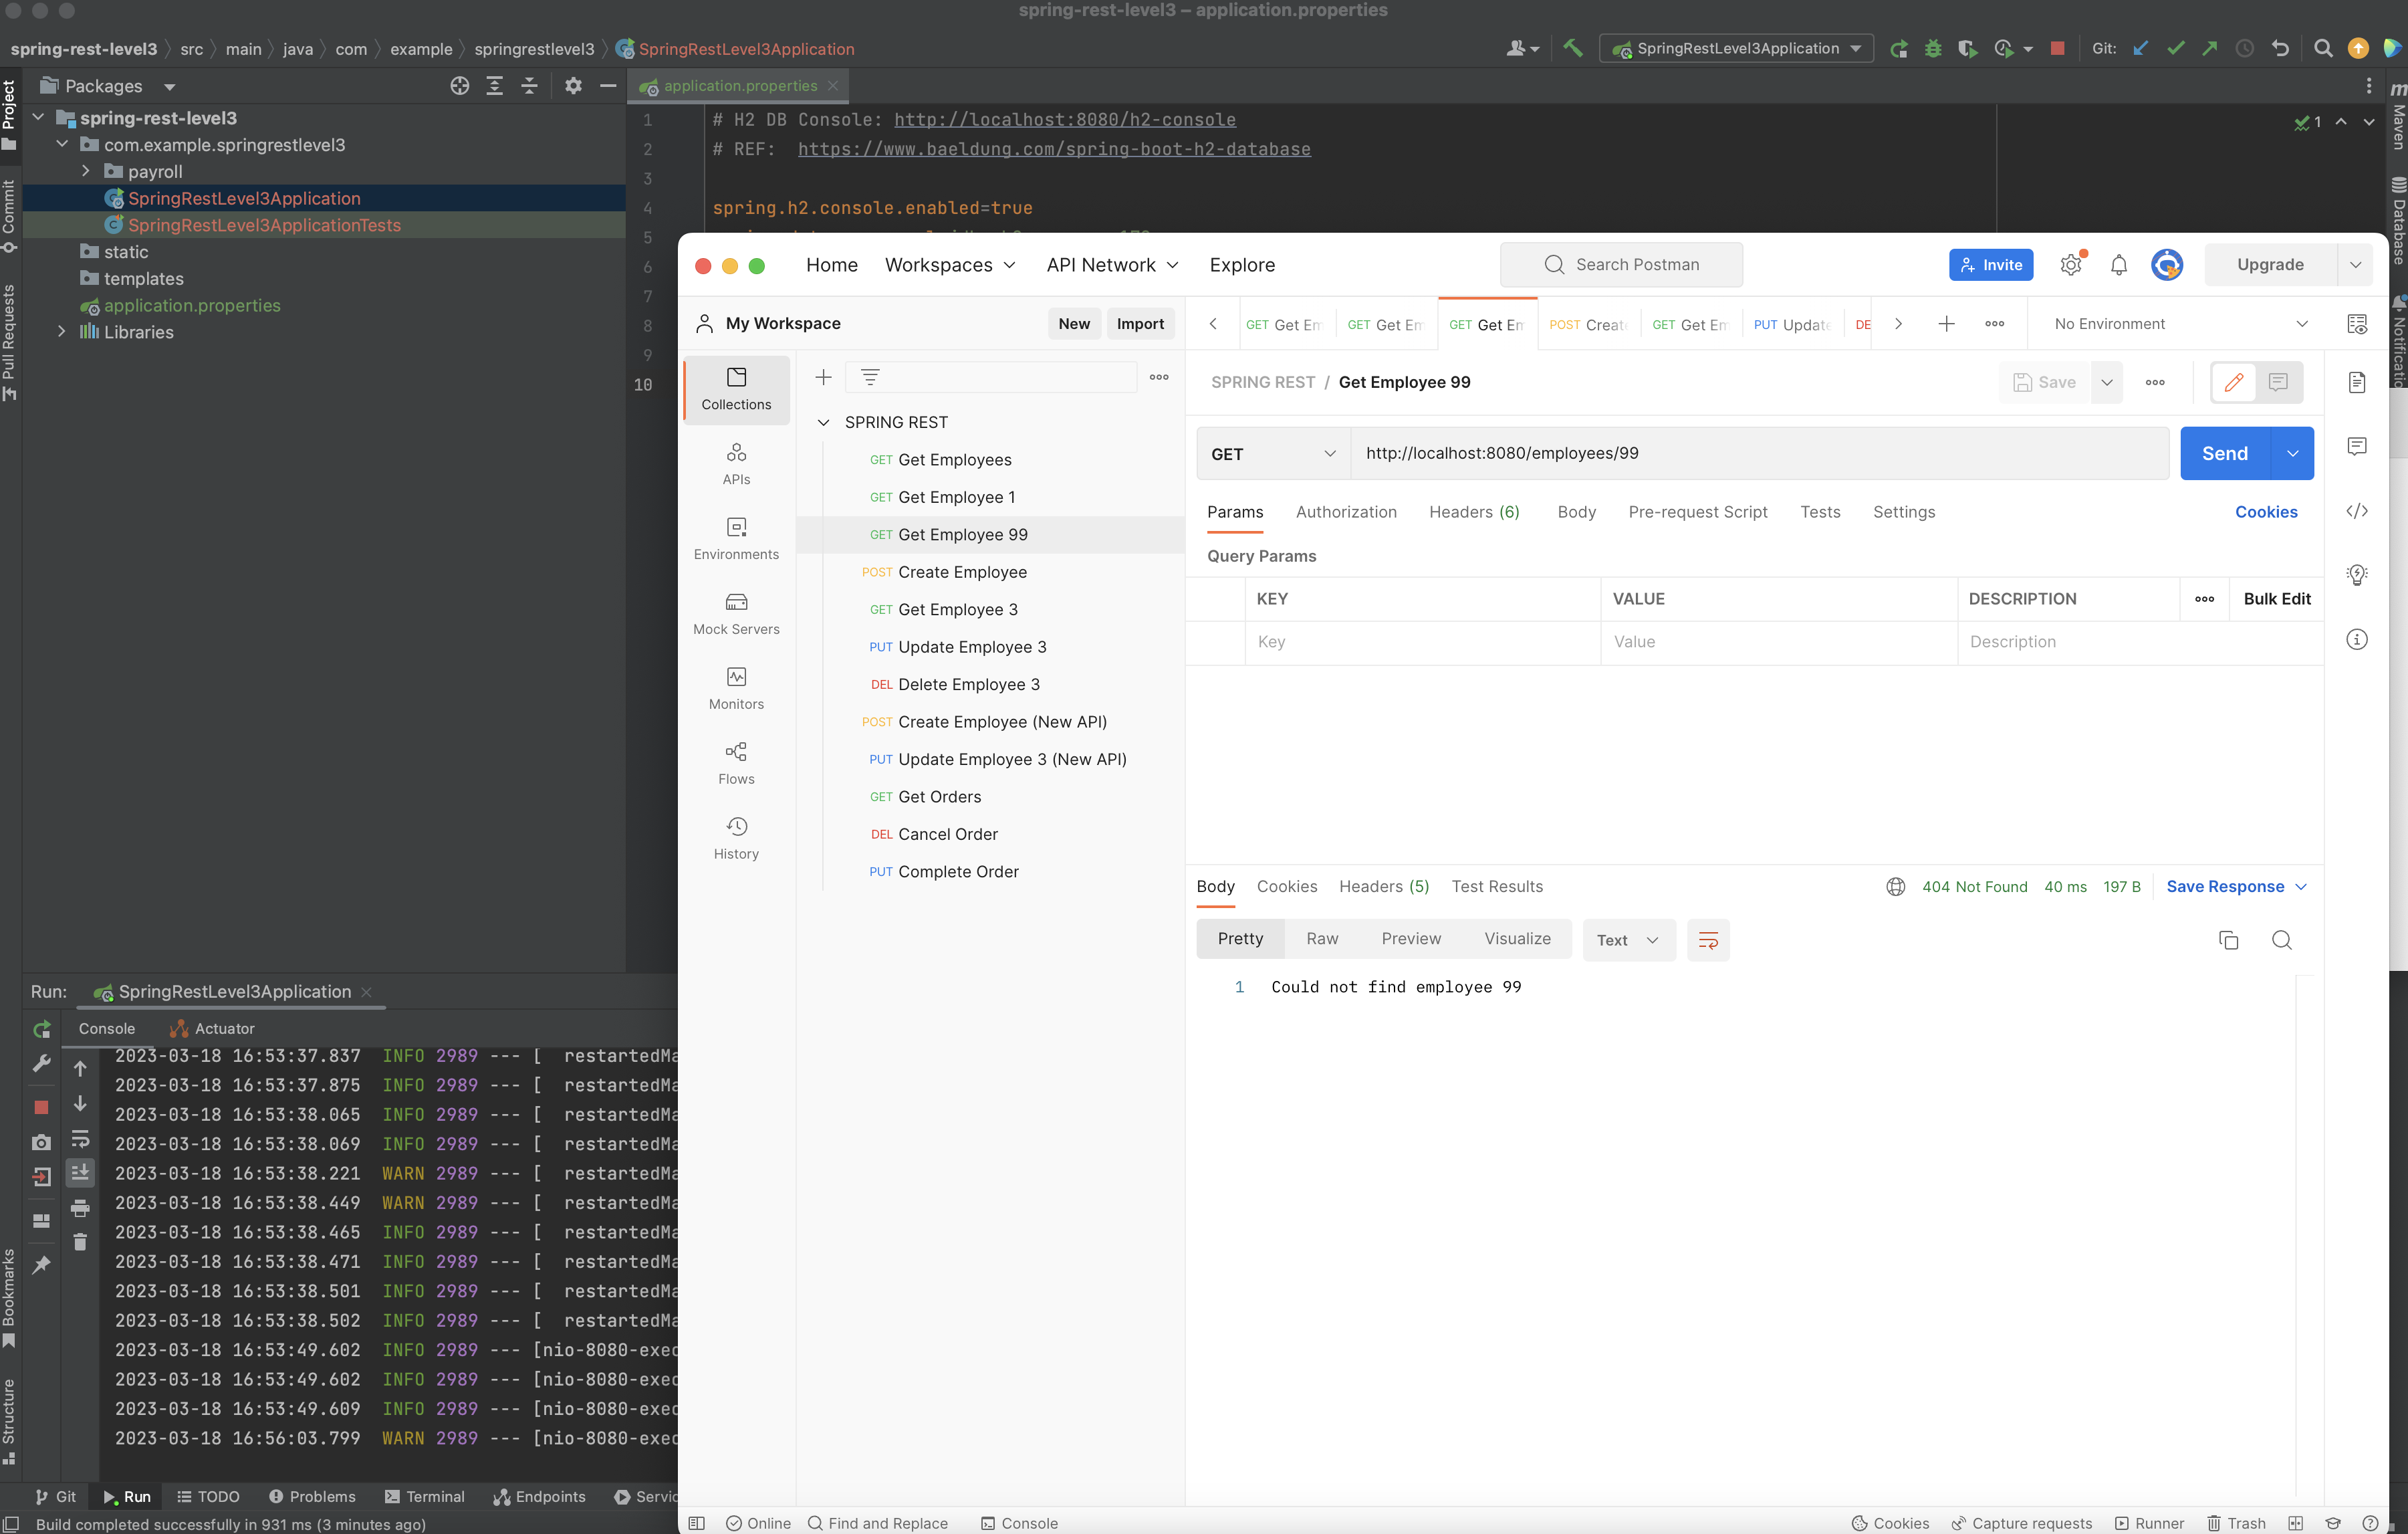 spring-rest-level3 – application.properties
spring-rest-level3 src main java com example springrestlevel3 SpringRestLevel3Application
SpringRestLevel3Application
Git:
Project
Commit
Pull Requests
Bookmarks
Structure
Packages
spring-rest-level3
com.example.springrestlevel3
payroll
SpringRestLevel3Application
SpringRestLevel3ApplicationTests
static
templates
application.properties
Libraries
application.properties
1 # H2 DB Console: http://localhost:8080/h2-console
2 # REF: https://www.baeldung.com/spring-boot-h2-database
3
4 spring.h2.console.enabled=true
5
6
7
8
9
10
1
Maven
Database
Home Workspaces API Network Explore
Search Postman
Invite
Upgrade
My Workspace
New Import
Collections
APIs
Environments
Mock Servers
Monitors
Flows
History
SPRING REST
GET Get Employees
GET Get Employee 1
GET Get Employee 99
POST Create Employee
GET Get Employee 3
PUT Update Employee 3
DEL Delete Employee 3
POST Create Employee (New API)
PUT Update Employee 3 (New API)
GET Get Orders
DEL Cancel Order
PUT Complete Order
GET Get Em GET Get Em GET Get Em POST Create GET Get Em PUT Update DE
No Environment
SPRING REST / Get Employee 99
Save
GET http://localhost:8080/employees/99
Send
Params Authorization Headers (6) Body Pre-request Script Tests Settings
Cookies
Query Params
KEY VALUE DESCRIPTION Bulk Edit
Key Value Description
Body Cookies Headers (5) Test Results
404 Not Found 40 ms 197 B Save Response
Pretty Raw Preview Visualize Text
1 Could not find employee 99
Run: SpringRestLevel3Application
Console Actuator
2023-03-18 16:53:37.837 INFO 2989 --- [ restartedMa
2023-03-18 16:53:37.875 INFO 2989 --- [ restartedMa
2023-03-18 16:53:38.065 INFO 2989 --- [ restartedMa
2023-03-18 16:53:38.069 INFO 2989 --- [ restartedMa
2023-03-18 16:53:38.221 WARN 2989 --- [ restartedMa
2023-03-18 16:53:38.449 WARN 2989 --- [ restartedMa
2023-03-18 16:53:38.465 INFO 2989 --- [ restartedMa
2023-03-18 16:53:38.471 INFO 2989 --- [ restartedMa
2023-03-18 16:53:38.501 INFO 2989 --- [ restartedMa
2023-03-18 16:53:38.502 INFO 2989 --- [ restartedMa
2023-03-18 16:53:49.602 INFO 2989 --- [nio-8080-exec
2023-03-18 16:53:49.602 INFO 2989 --- [nio-8080-exec
2023-03-18 16:53:49.609 INFO 2989 --- [nio-8080-exec
2023-03-18 16:56:03.799 WARN 2989 --- [nio-8080-exec
Git Run TODO Problems Terminal Endpoints Servic
Build completed successfully in 931 ms (3 minutes ago)
Online Find and Replace Console
Cookies Capture requests Runner Trash